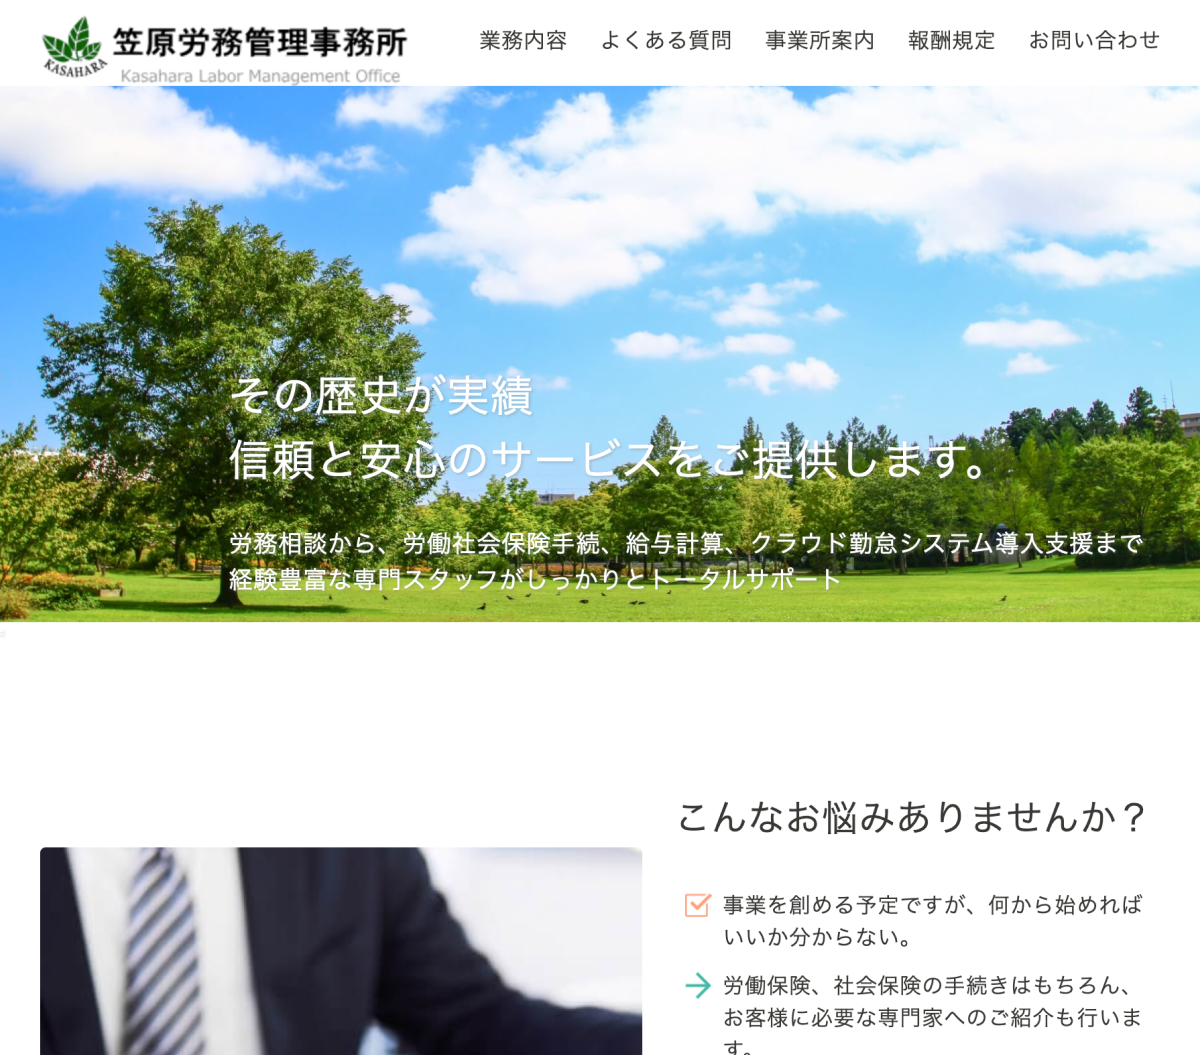 笠原労務管理事務所
KASAHARA
Kasahara Labor Management Office
業務内容 よくある質問 事業所案内 報酬規定 お問い合わせ
その歴史が実績
信頼と安心のサービスをご提供します。
労務相談から、労働社会保険手続、給与計算、クラウド勤怠システム導入支援まで
経験豊富な専門スタッフがしっかりとトータルサポート
こんなお悩みありませんか？
事業を創める予定ですが、何から始めれば
いいか分からない。
労働保険、社会保険の手続きはもちろん、
お客様に必要な専門家へのご紹介も行いま
す。